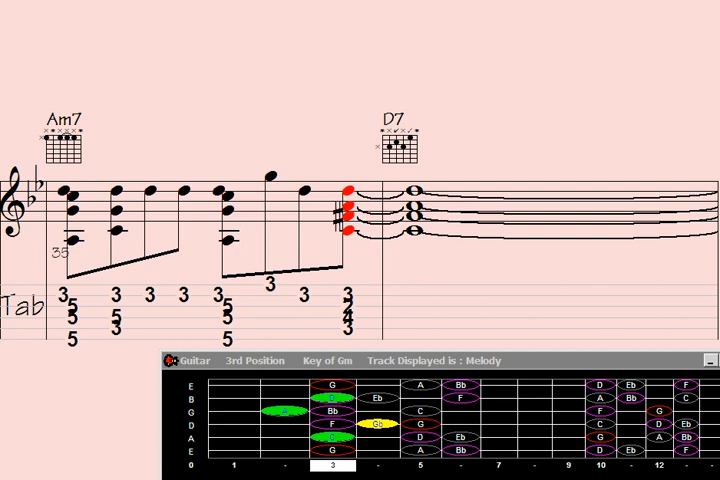 Am7 D7
35
3 3 3 3 3 3 3 3
5 5 2
Tab 5 5 5 4
3 3
5 5
Guitar 3rd Position Key of Gm Track Displayed is : Melody
E G A Bb D Eb F
B D Eb F A Bb C
G A Bb C F G
D F Gb G C D Eb
A C D Eb G A Bb
E G A Bb D Eb F
0 1 - 3 - 5 - 7 - 9 10 - 12 - -